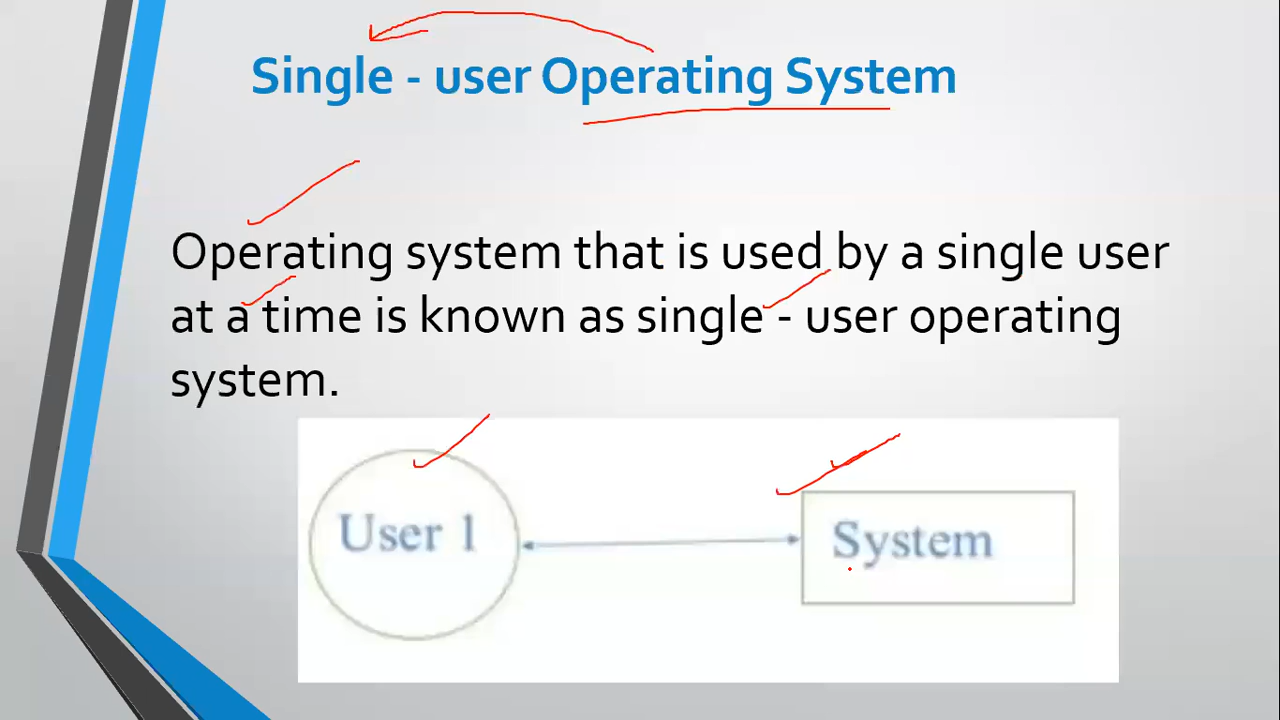 Single - user Operating System
Operating system that is used by a single user
at a time is known as single - user operating
system.
User 1
System